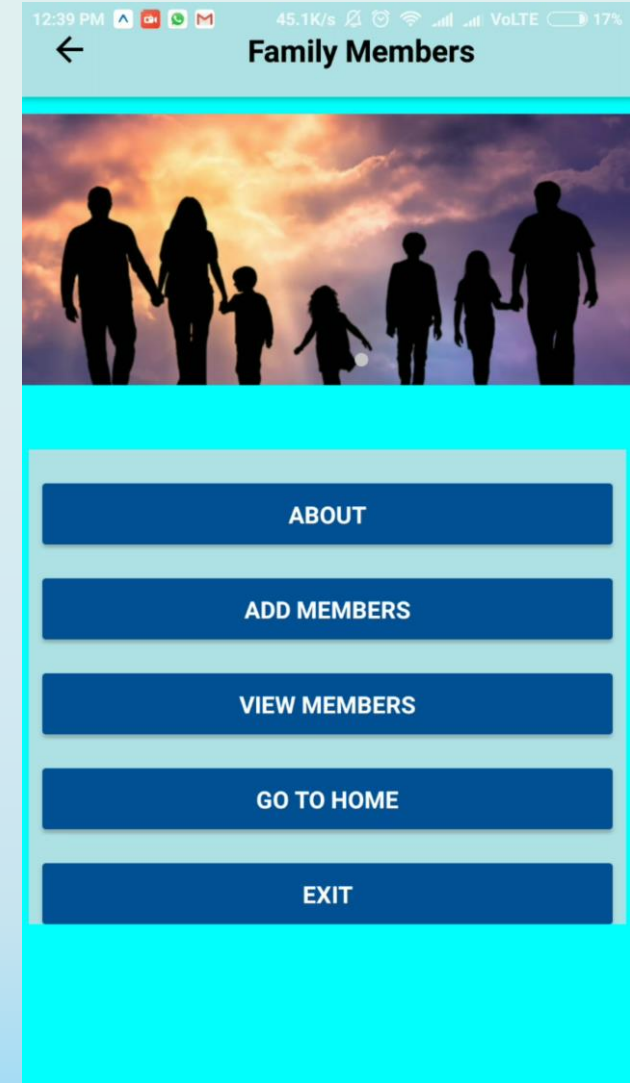 12:39 PM 45.1K/s VoLTE 17%
Family Members
ABOUT
ADD MEMBERS
VIEW MEMBERS
GO TO HOME
EXIT